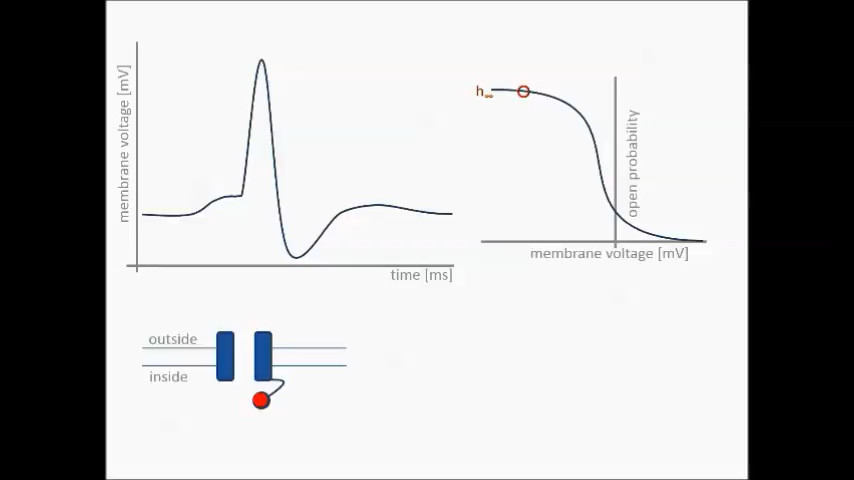 membrane voltage [mV]
time [ms]
h∞
open probability
membrane voltage [mV]
outside
inside